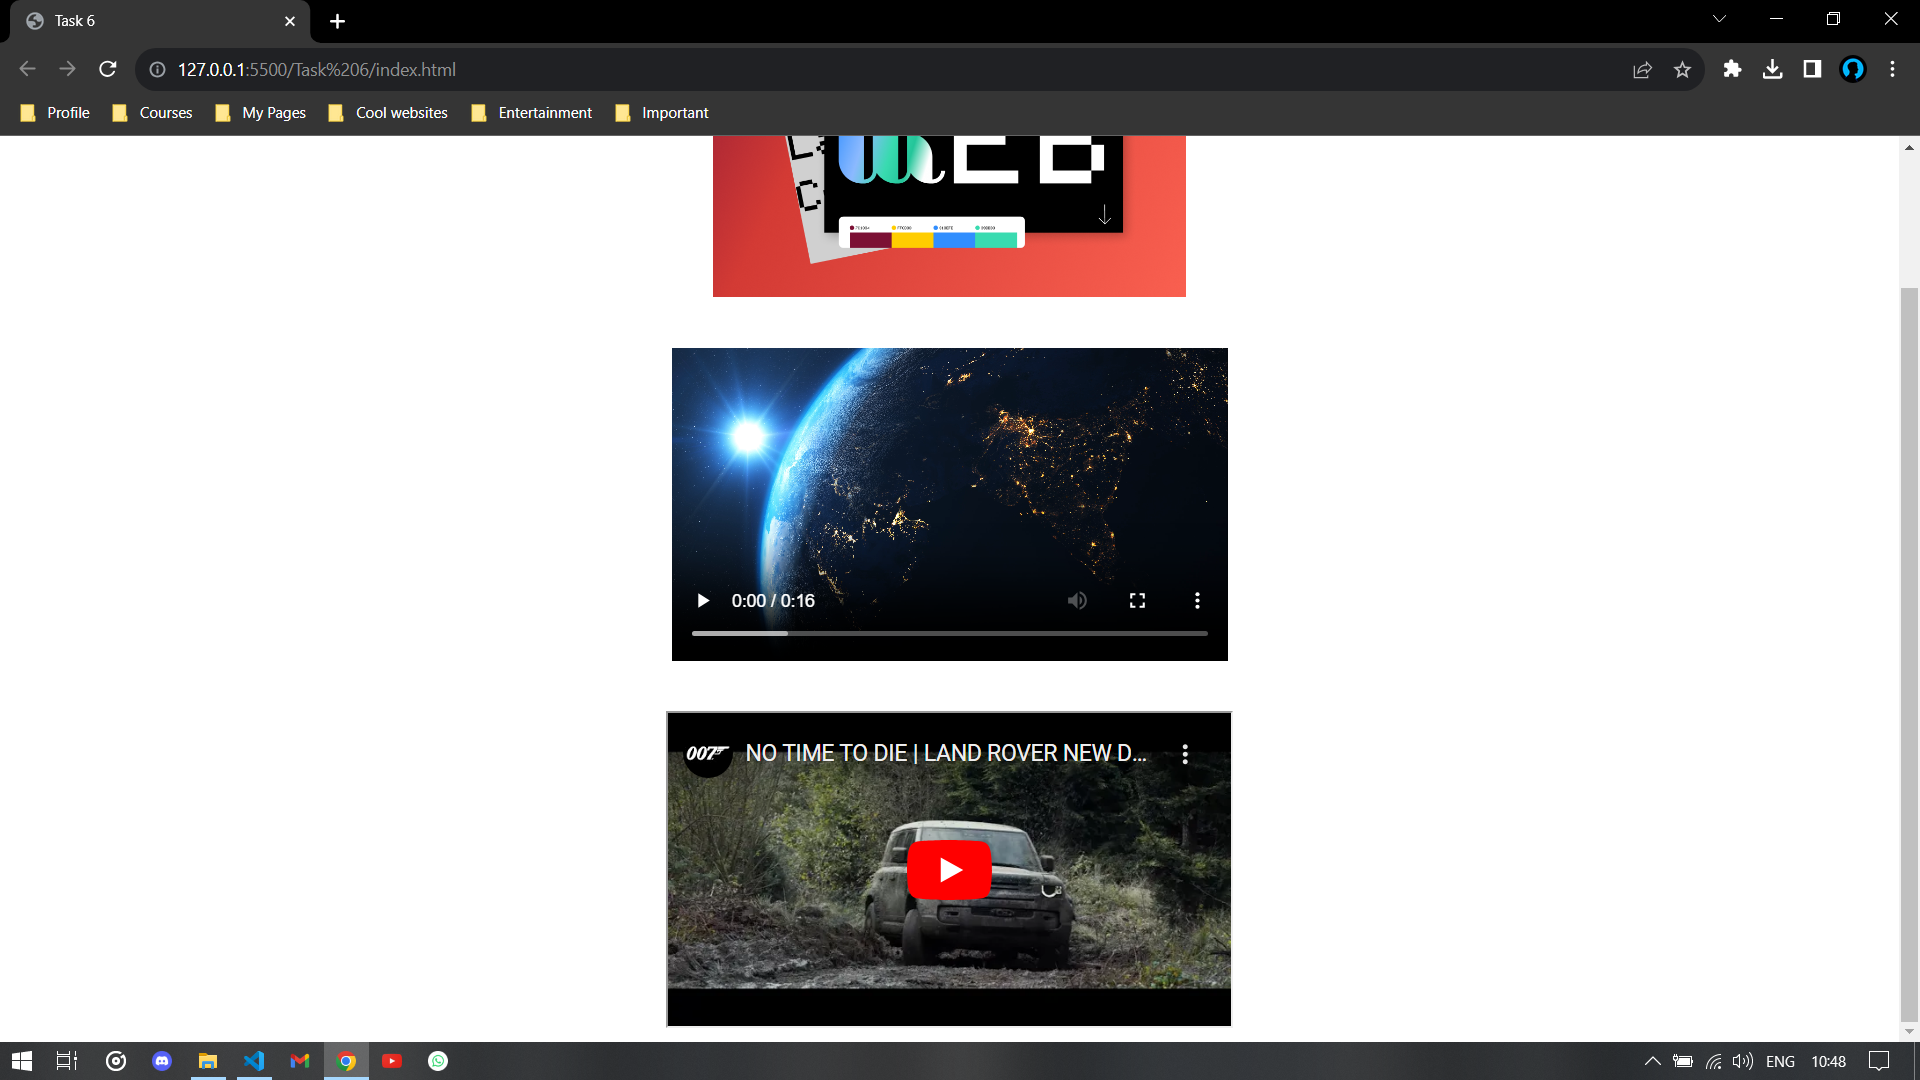 Task 6
127.0.0.1:5500/Task%206/index.html
Profile
Courses
My Pages
Cool websites
Entertainment
Important
WEB
0:00 / 0:16
007
NO TIME TO DIE | LAND ROVER NEW D...
ENG
10:48